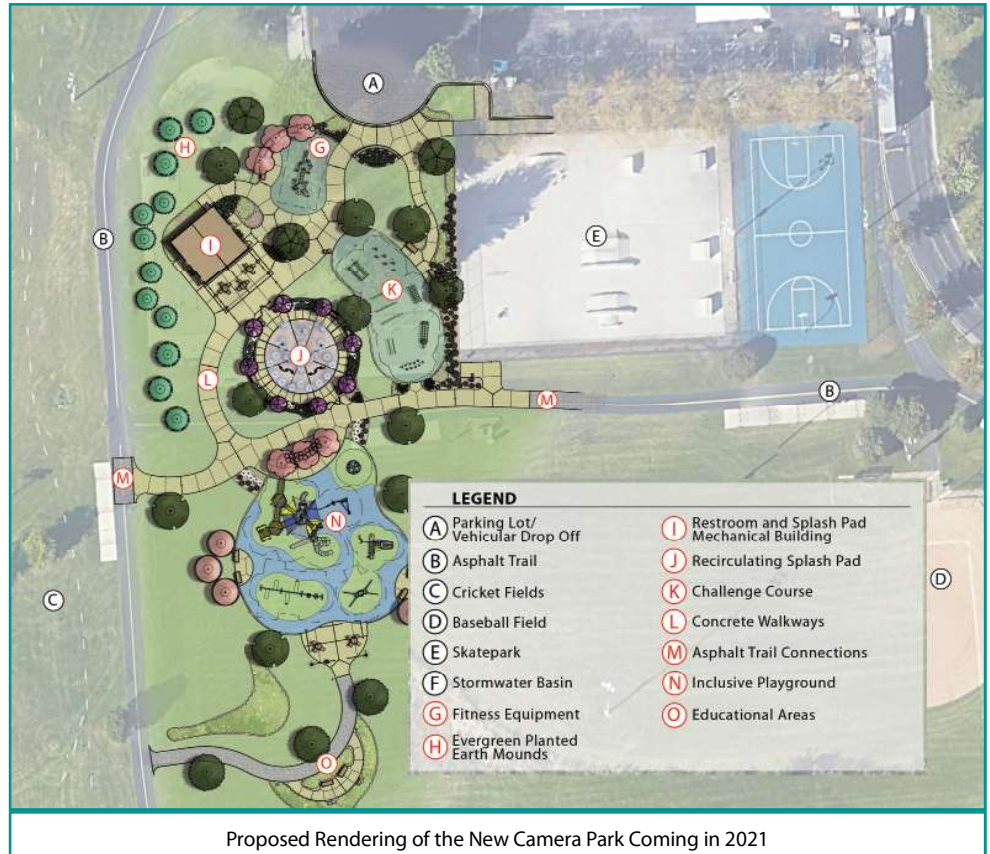 A
G
H
B
E
I
K
J
L
M
B
M
N
C
D
O
LEGEND
A Parking Lot/
Vehicular Drop Off
B Asphalt Trail
C Cricket Fields
D Baseball Field
E Skatepark
F Stormwater Basin
G Fitness Equipment
H Evergreen Planted
Earth Mounds
I Restroom and Splash Pad
Mechanical Building
J Recirculating Splash Pad
K Challenge Course
L Concrete Walkways
M Asphalt Trail Connections
N Inclusive Playground
O Educational Areas
Proposed Rendering of the New Camera Park Coming in 2021